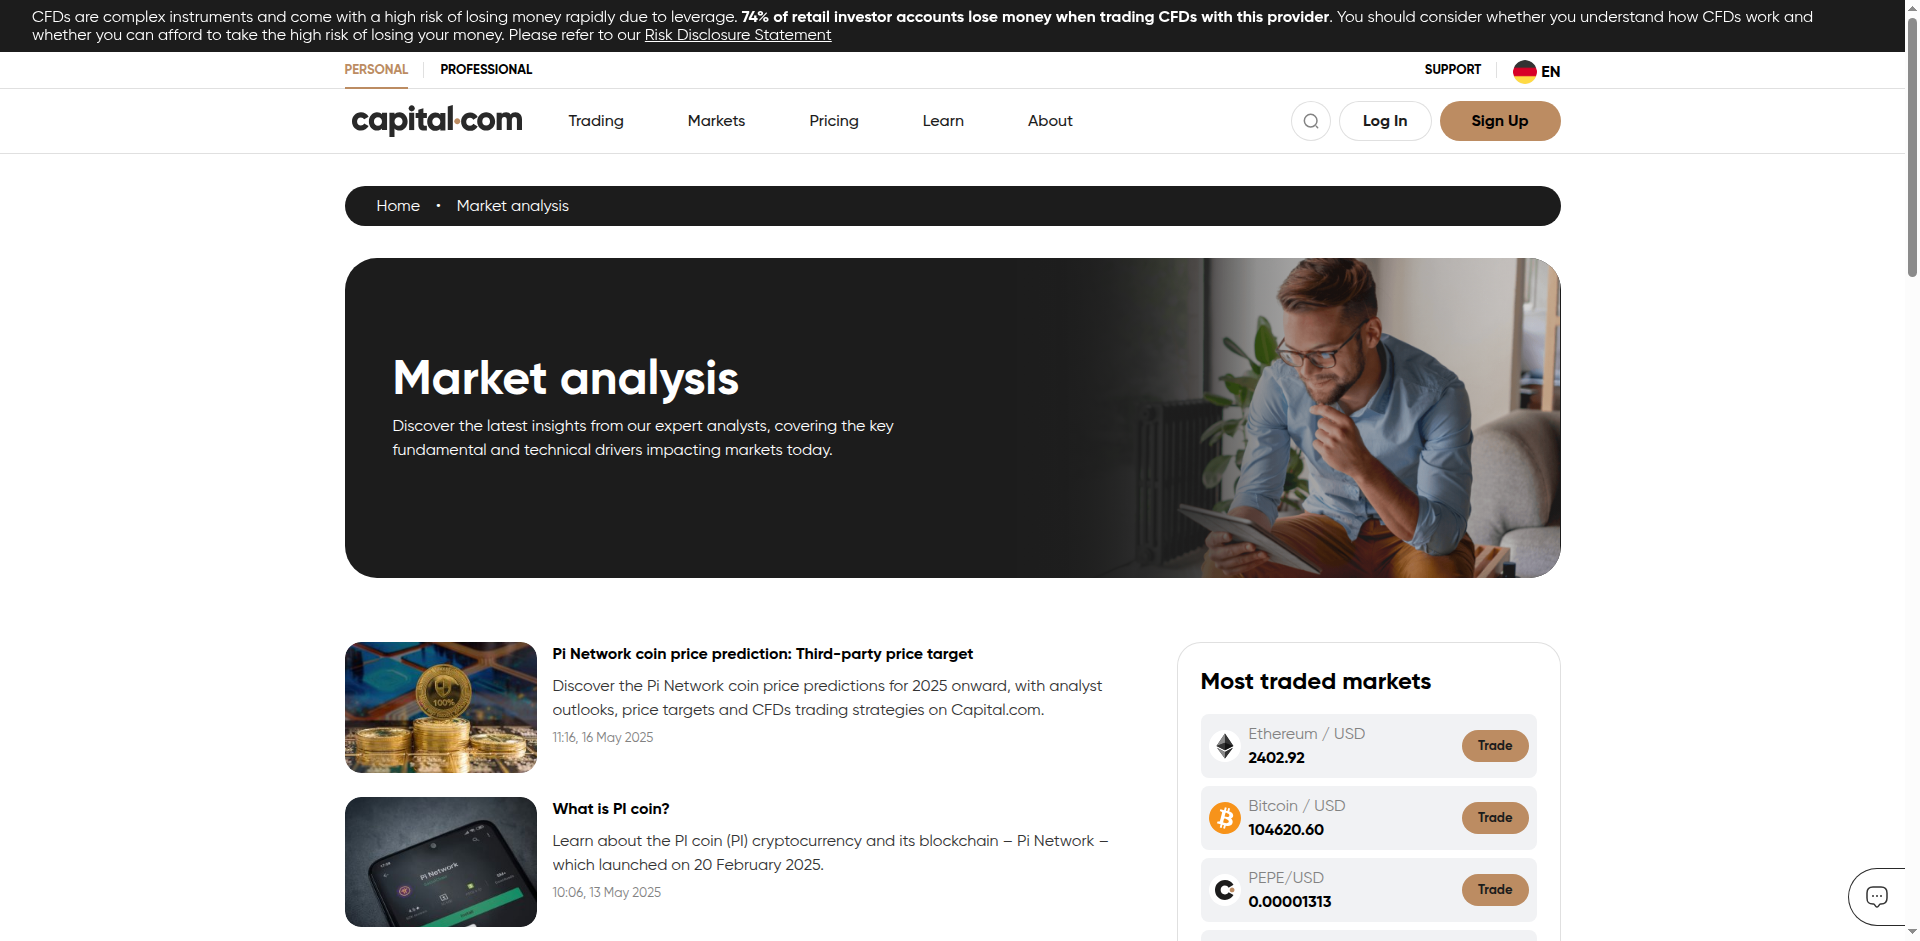 CFDs are complex instruments and come with a high risk of losing money rapidly due to leverage. 74% of retail investor accounts lose money when trading CFDs with this provider. You should consider whether you understand how CFDs work and
whether you can afford to take the high risk of losing your money. Please refer to our Risk Disclosure Statement
PERSONAL PROFESSIONAL SUPPORT EN
capital.com Trading Markets Pricing Learn About Log In Sign Up
Home • Market analysis
Market analysis
Discover the latest insights from our expert analysts, covering the key
fundamental and technical drivers impacting markets today.
Pi Network coin price prediction: Third-party price target
Discover the Pi Network coin price predictions for 2025 onward, with analyst
outlooks, price targets and CFDs trading strategies on Capital.com.
11:16, 16 May 2025
100%
What is PI coin?
Learn about the PI coin (PI) cryptocurrency and its blockchain – Pi Network –
which launched on 20 February 2025.
10:06, 13 May 2025
Pi Network
Most traded markets
Ethereum / USD
2402.92
Trade
Bitcoin / USD
104620.60
Trade
PEPE/USD
0.00001313
Trade